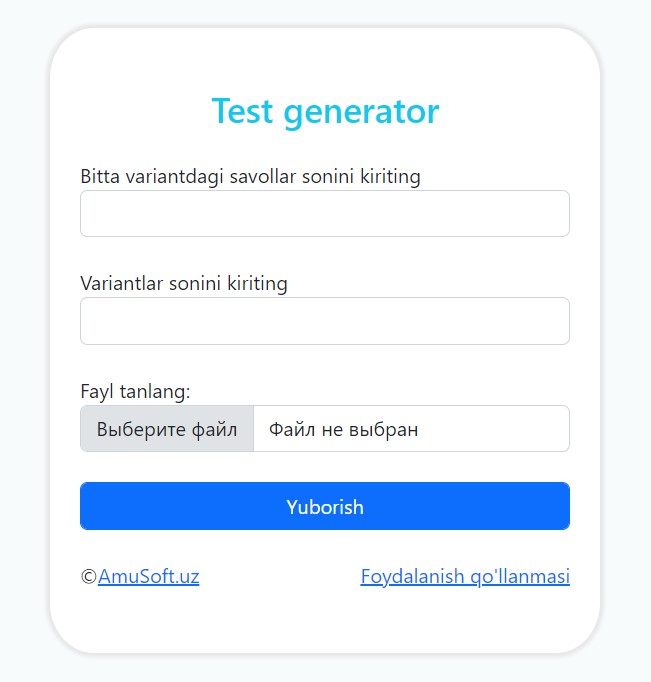 Test generator
Bitta variantdagi savollar sonini kiriting
Variantlar sonini kiriting
Fayl tanlang:
Выберите файл Файл не выбран
Yuborish
©AmuSoft.uz Foydalanish qo'llanmasi